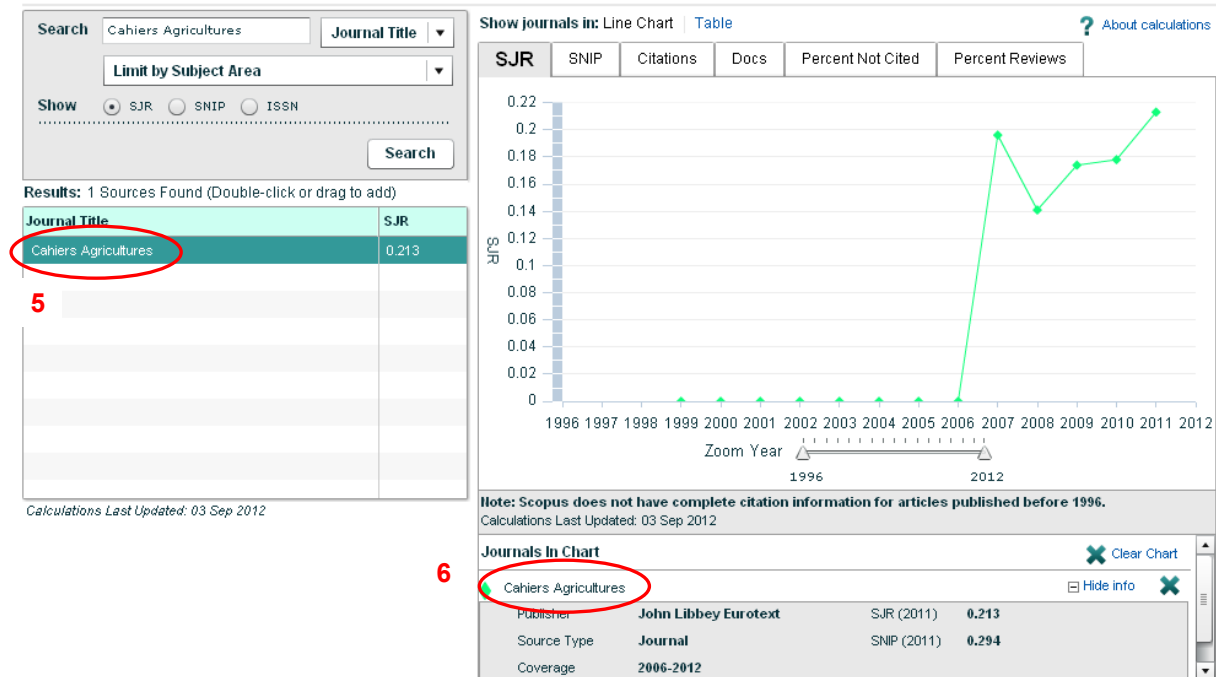 Search Cahiers Agricultures Journal Title
Limit by Subject Area
Show SJR SNIP ISSN
Search
Results: 1 Sources Found (Double-click or drag to add)
Journal Title SJR
Cahiers Agricultures 0.213
5
Calculations Last Updated: 03 Sep 2012
Show journals in: Line Chart | Table ? About calculations
SJR SNIP Citations Docs Percent Not Cited Percent Reviews
0.22
0.2
0.18
0.16
0.14
0.12
0.1
0.08
0.06
0.04
0.02
0
SJR
1996 1997 1998 1999 2000 2001 2002 2003 2004 2005 2006 2007 2008 2009 2010 2011 2012
Zoom Year
1996 2012
Note: Scopus does not have complete citation information for articles published before 1996.
Calculations Last Updated: 03 Sep 2012
Journals In Chart Clear Chart
6
Cahiers Agricultures Hide info
Publisher John Libbey Eurotext SJR (2011) 0.213
Source Type Journal SNIP (2011) 0.294
Coverage 2006-2012